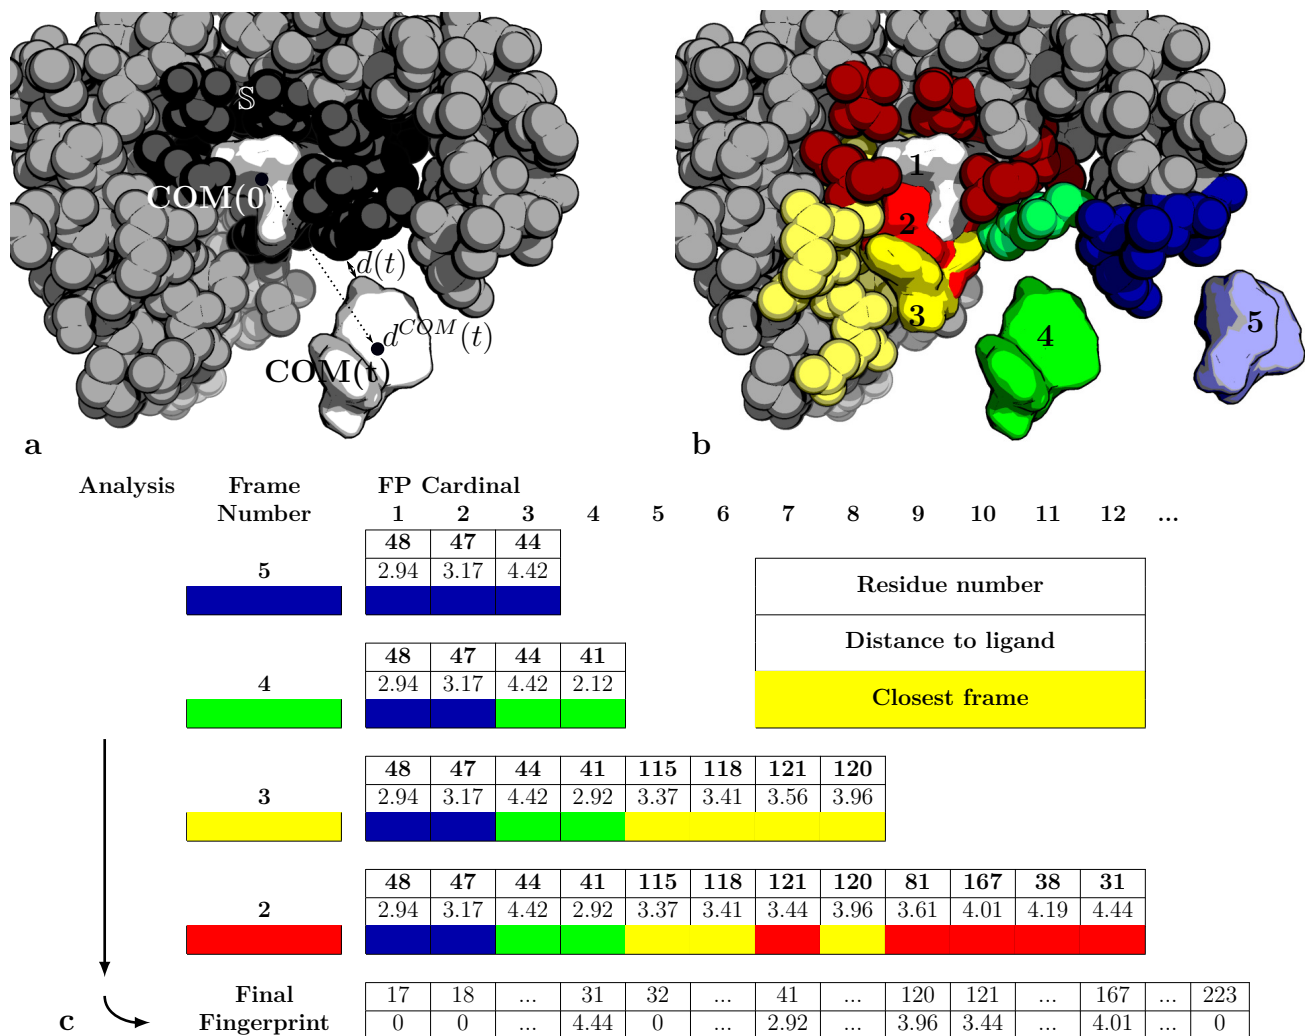 𝕊
COM(0)
d(t)
d^{COM}(t)
COM(t)
a
1
2
3
4
5
b
Analysis Frame FP Cardinal
Number 1 2 3 4 5 6 7 8 9 10 11 12 ...
48 47 44
5 2.94 3.17 4.42
Residue number
Distance to ligand
Closest frame
48 47 44 41
4 2.94 3.17 4.42 2.12
48 47 44 41 115 118 121 120
3 2.94 3.17 4.42 2.92 3.37 3.41 3.56 3.96
48 47 44 41 115 118 121 120 81 167 38 31
2 2.94 3.17 4.42 2.92 3.37 3.41 3.44 3.96 3.61 4.01 4.19 4.44
Final 17 18 ... 31 32 ... 41 ... 120 121 ... 167 ... 223
c Fingerprint 0 0 ... 4.44 0 ... 2.92 ... 3.96 3.44 ... 4.01 ... 0